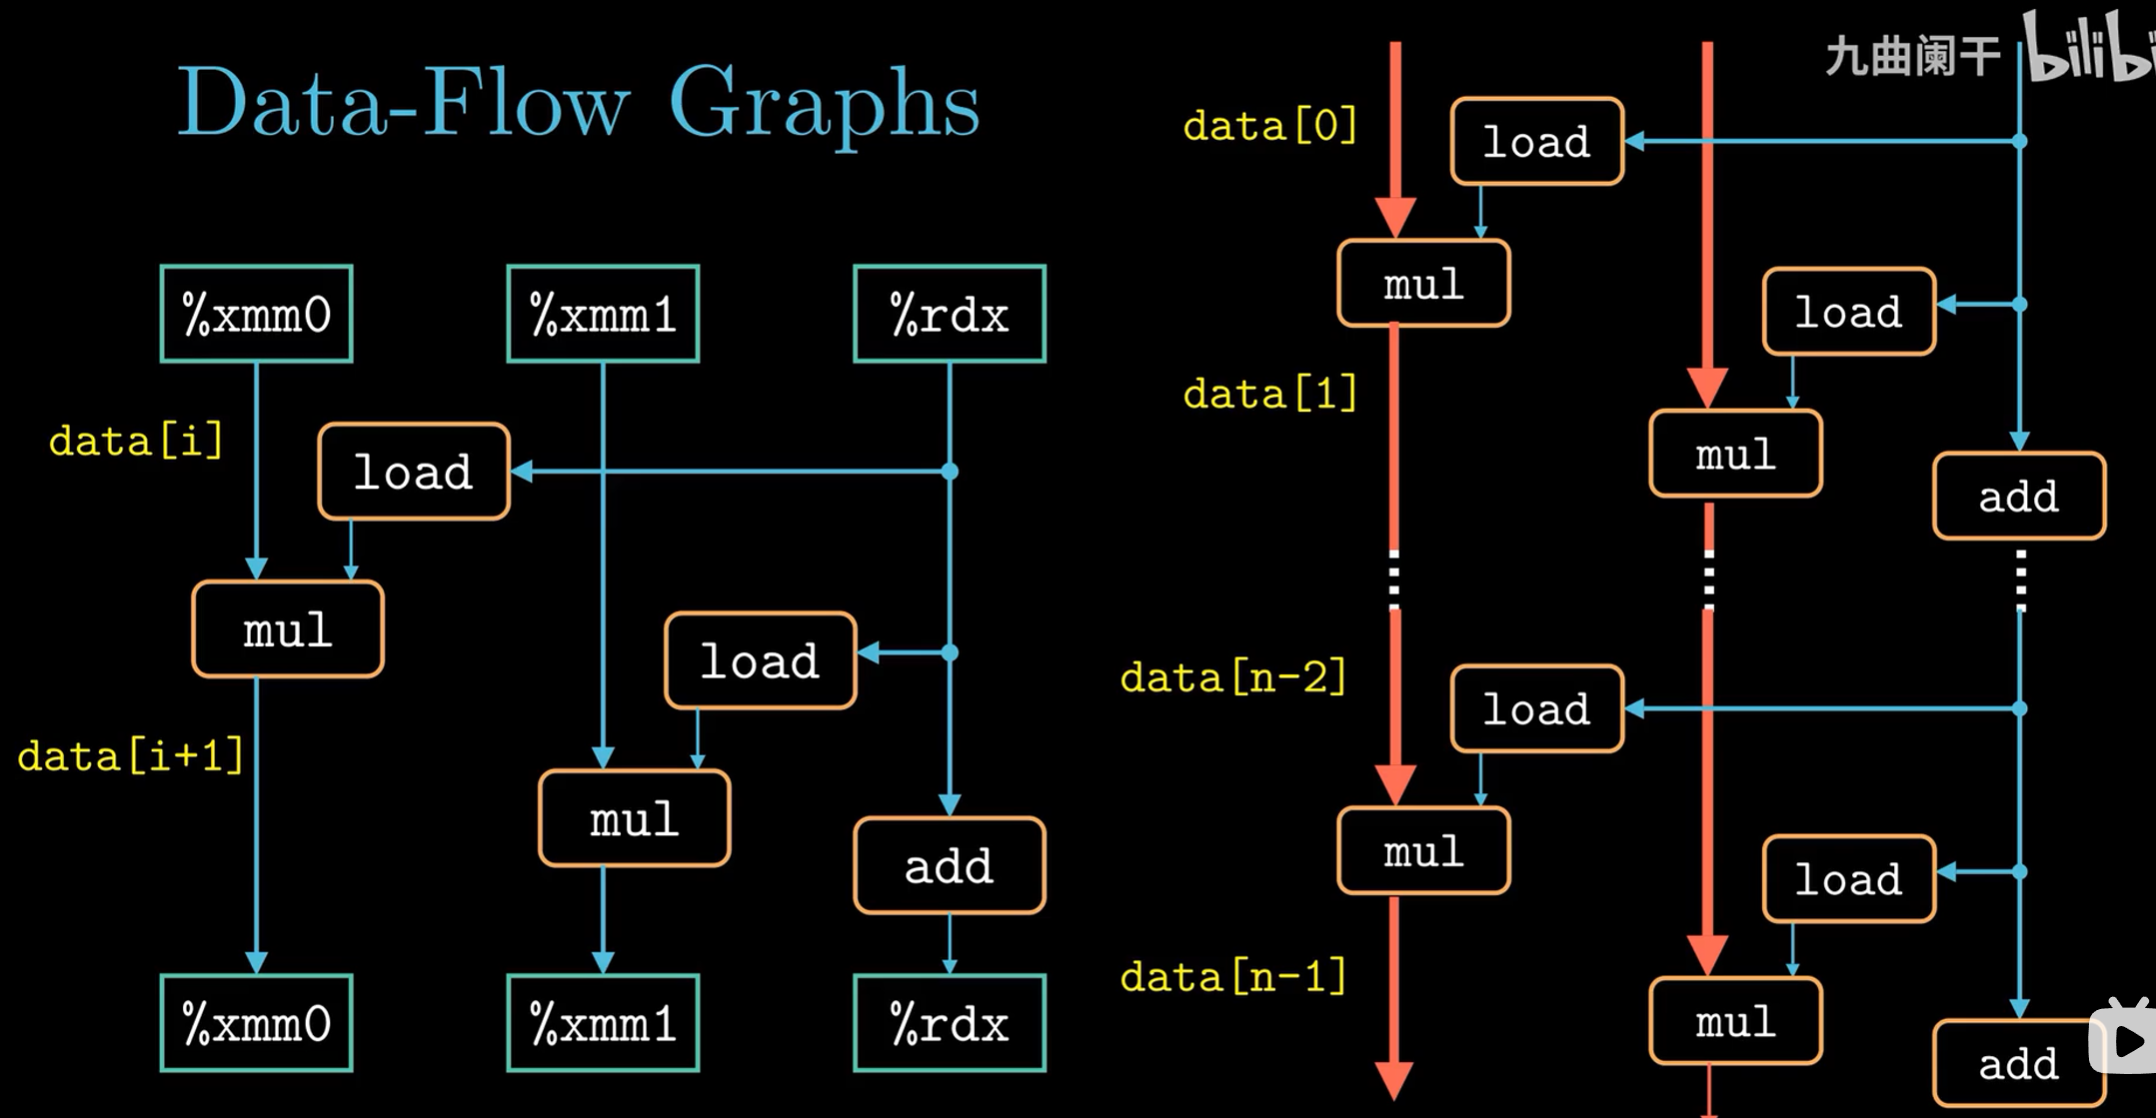 Data-Flow Graphs
%xmm0
%xmm1
%rdx
data[i]
load
mul
load
data[i+1]
mul
add
%xmm0
%xmm1
%rdx
九曲阑干
data[0]
load
mul
load
data[1]
mul
add
data[n-2]
load
mul
load
data[n-1]
mul
add